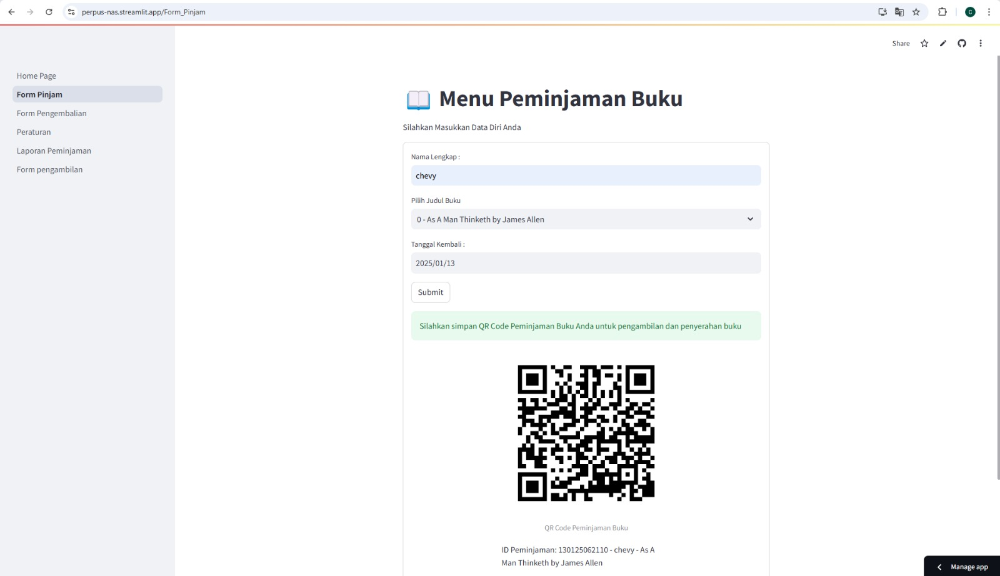 perpus-nas.streamlit.app/Form_Pinjam
C
Share
Home Page
Form Pinjam
Form Pengembalian
Peraturan
Laporan Peminjaman
Form pengambilan
Menu Peminjaman Buku
Silahkan Masukkan Data Diri Anda
Nama Lengkap :
chevy
Pilih Judul Buku
0 - As A Man Thinketh by James Allen
Tanggal Kembali :
2025/01/13
Submit
Silahkan simpan QR Code Peminjaman Buku Anda untuk pengambilan dan penyerahan buku
QR Code Peminjaman Buku
ID Peminjaman: 130125062110 - chevy - As A
Man Thinketh by James Allen
Manage app